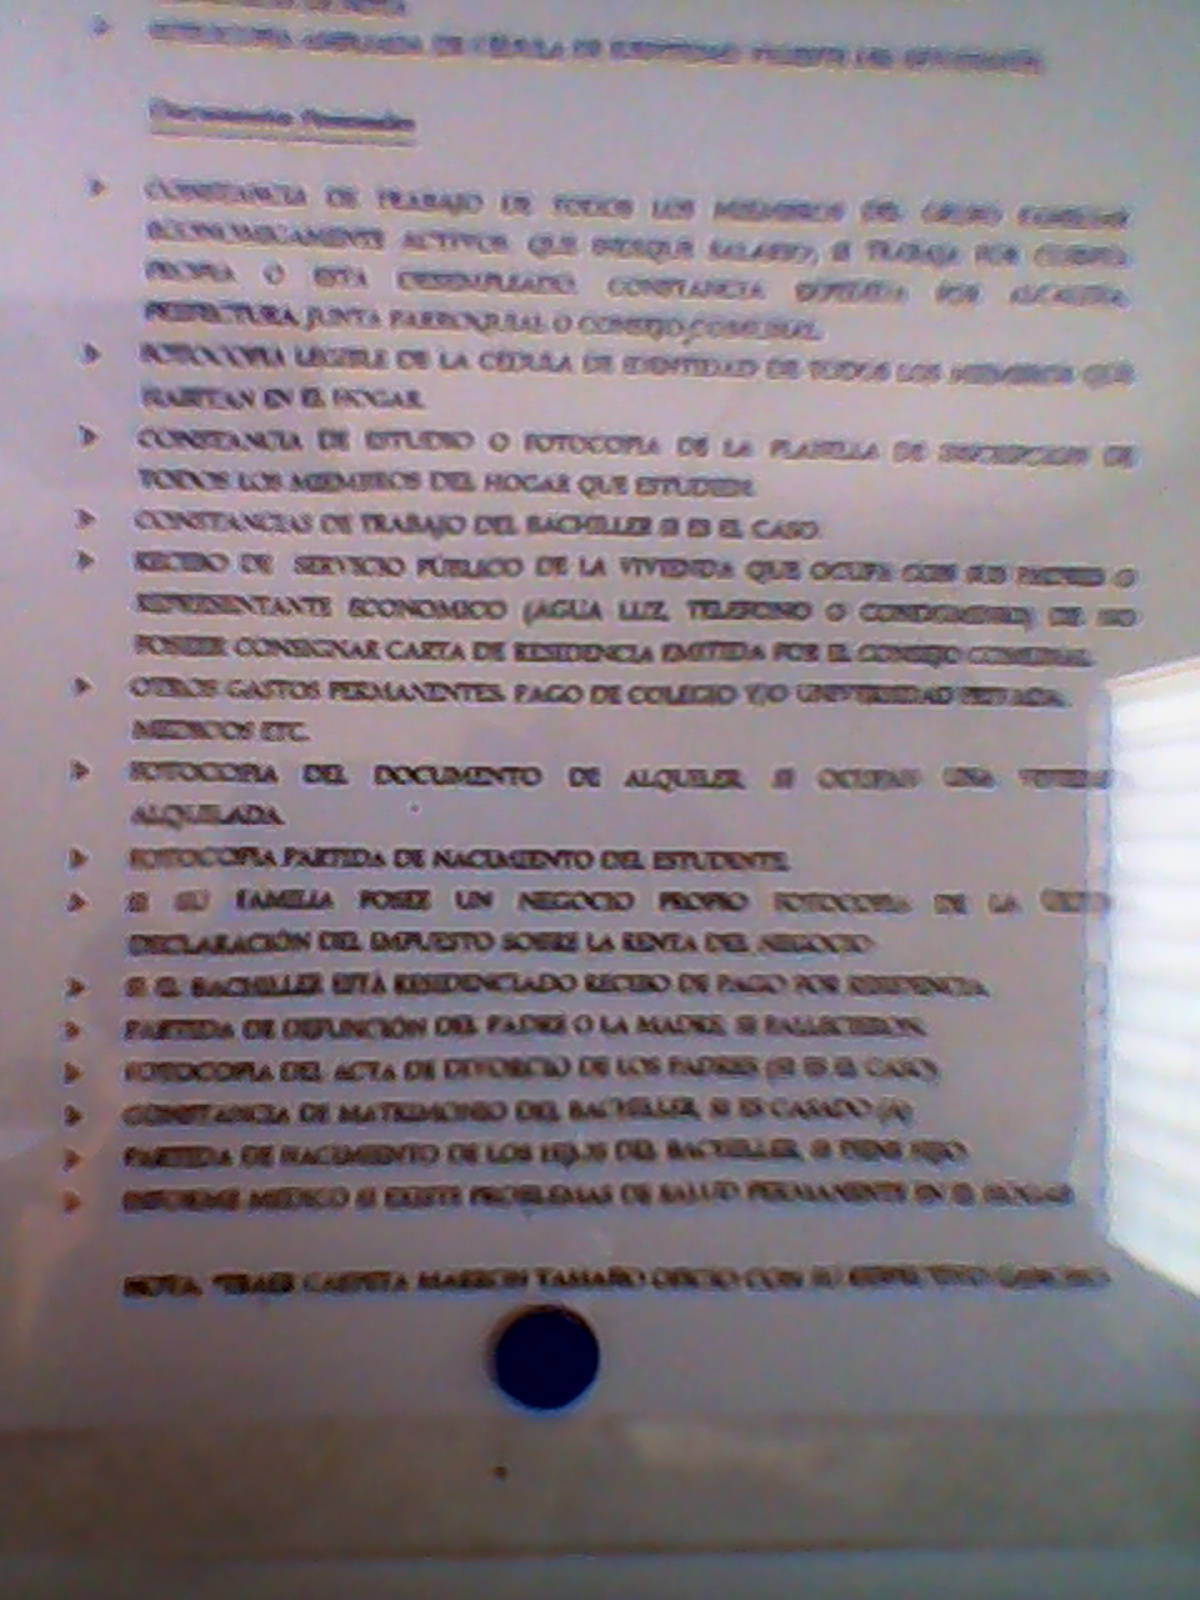 FOTOCOPIA AMPLIADA DE CÉDULA DE IDENTIDAD VIGENTE DEL ESTUDIANTE
Documentos
CONSTANCIA DE TRABAJO DE TODOS LOS MIEMBROS DEL GRUPO FAMILIAR
ECONOMICAMENTE ACTIVOS QUE INDIQUE SALARIO, SI TRABAJA POR CUENTA
PROPIA O ESTA DESEMPLEADO CONSTANCIA EXPEDIDA POR ALCALDIA,
PREFECTURA, JUNTA PARROQUIAL O CONSEJO COMUNAL.
FOTOCOPIA LEGIBLE DE LA CÉDULA DE IDENTIDAD DE TODOS LOS MIEMBROS QUE
HABITAN EN EL HOGAR.
CONSTANCIA DE ESTUDIO O FOTOCOPIA DE LA PLANILLA DE INSCRIPCION DE
TODOS LOS MIEMBROS DEL HOGAR QUE ESTUDIEN.
CONSTANCIAS DE TRABAJO DEL BACHILLER SI ES EL CASO
RECIBO DE SERVICIO PÚBLICO DE LA VIVIENDA QUE OCUPA CON SUS PADRES O
REPRESENTANTE ECONOMICO (AGUA LUZ, TELEFONO O CONDOMINIO) DE NO
POSEER CONSIGNAR CARTA DE RESIDENCIA EMITIDA POR EL CONSEJO COMUNAL.
OTROS GASTOS PERMANENTES. PAGO DE COLEGIO Y/O UNIVERSIDAD PRIVADA,
MEDICOS ETC.
FOTOCOPIA DEL DOCUMENTO DE ALQUILER, SI OCUPAN UNA
ALQUILADA.
FOTOCOPIA PARTIDA DE NACIMIENTO DEL ESTUDENTE.
SI SU FAMILIA POSEE UN NEGOCIO PROPIO FOTOCOPIA DE LA
DECLARACIÓN DEL IMPUESTO SOBRE LA RENTA DEL NEGOCIO
SI EL BACHILLER ESTÁ RESIDENCIADO RECIBO DE PAGO POR RESIDENCIA.
PARTIDA DE DEFUNCIÓN DEL PADRE O LA MADRE, SI FALLECIERON.
FOTOCOPIA DEL ACTA DE DIVORCIO DE LOS PADRES (SI ES EL CASO)
CONSTANCIA DE MATRIMONIO DEL BACHILLER, SI ES CASADO (A)
PARTIDA DE NACIMIENTO DE LOS HIJOS DEL BACHILLER, SI TIENE HIJO
INFORME MEDICO SI EXISTE PROBLEMAS DE SALUD PERMANENTE EN EL HOGAR
NOTA. TRAER CARPETA MARRON TAMAÑO OFICIO CON SU RESPECTIVO GANCHO